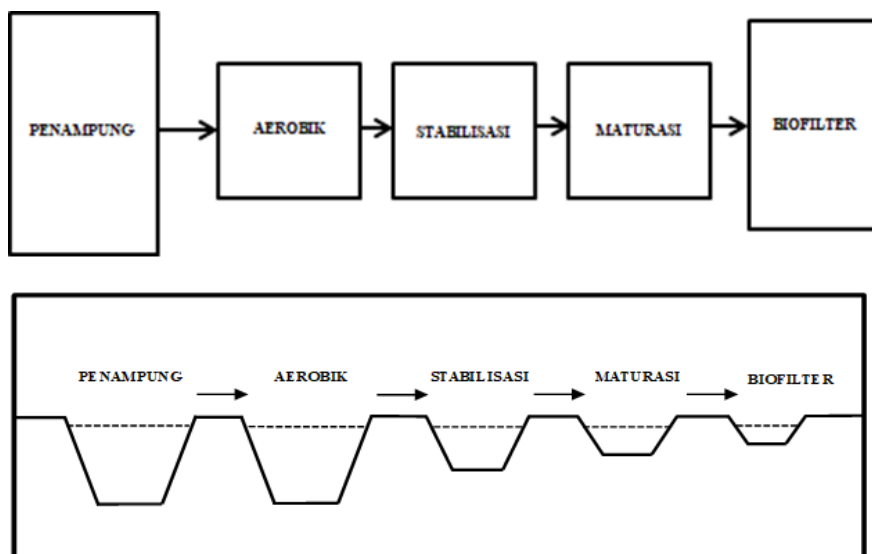 PENAMPUNG
AEROBIK
STABILISASI
MATURASI
BIOFILTER
PENAMPUNG
AEROBIK
STABILISASI
MATURASI
BIOFILTER